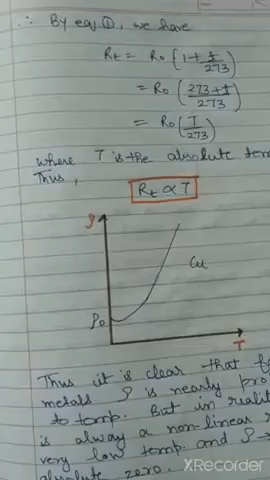 ∴ By eq ①, we have
Rt = R0 (1 + t/273)
= R0 (273 + t/273)
= R0 (T/273)
where T is the absolute tem
Thus,
Rt ∝ T
ρ
Cu
ρ0
T
Thus it is clear that f
metals ρ is nearly pro
to temp. But in realit
is always a non-linear
very low temp. and ρ →
absolute zero.
XRecorder